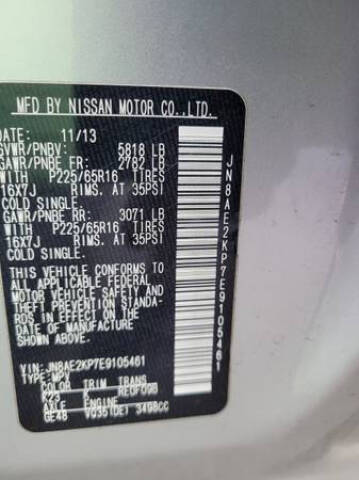 MFD BY NISSAN MOTOR CO.,LTD.
DATE: 11/13
GVWR/PNBV: 5818 LB
GAWR/PNBE FR: 2782 LB
WITH P225/65R16 TIRES,
16X7J RIMS. AT 35PSI
COLD SINGLE.
GAWR/PNBE RR: 3071 LB
WITH P225/65R16 TIRES,
16X7J RIMS. AT 35PSI
COLD SINGLE.
THIS VEHICLE CONFORMS
TO ALL APPLICABLE FEDERAL
MOTOR VEHICLE SAFETY
AND THEFT PREVENTION STANDA-
RDS IN EFFECT ON THE DATE
OF MANUFACTURE SHOWN
ABOVE.
VIN: JN8AE2KP7E9105461
TYPE: MPV
COLOR TRIM TRANS
K23 K RE0F09B
AXLE ENGINE
GE48 VQ35(DE) 3498CC
JN8AE2KP7E9105461